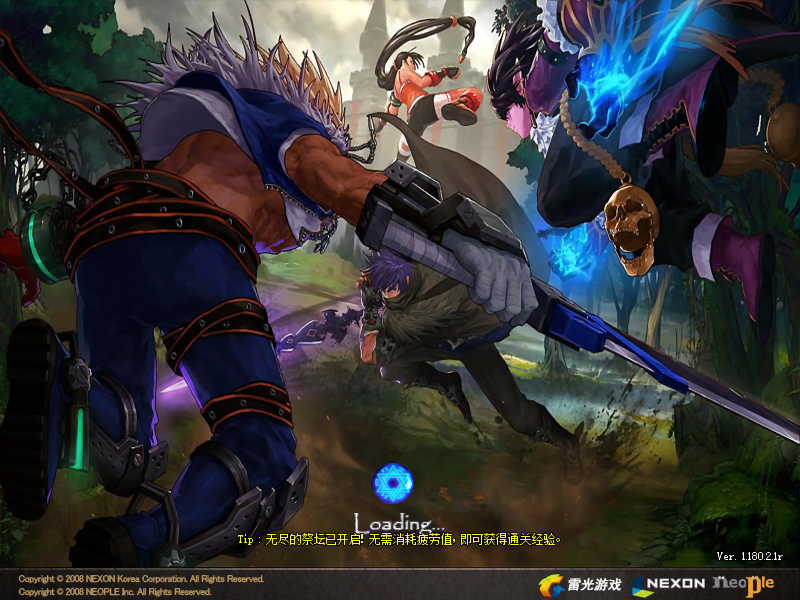 Loading...
Tip：无尽的祭坛已开启！无需消耗疲劳值，即可获得通关经验。
Ver. 1.180.2.1r
Copyright © 2008 NEXON Korea Corporation. All Rights Reserved.
Copyright © 2008 NEOPLE Inc. All Rights Reserved.
雷光游戏 NEXON Neople